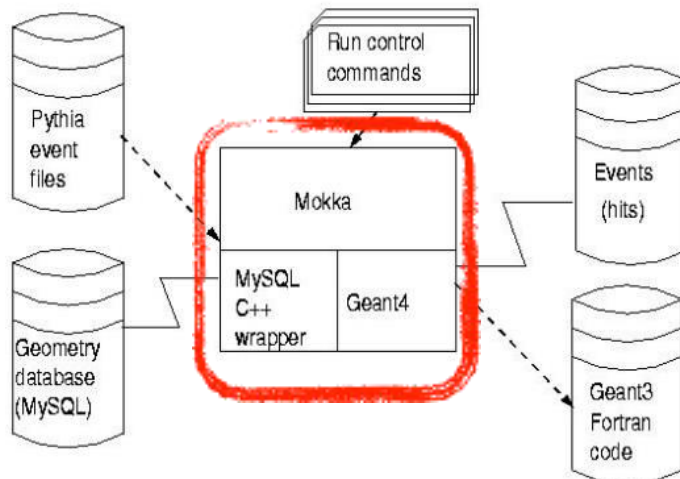 Run control
commands
Pythia
event
files
Events
(hits)
Mokka
MySQL
C++
wrapper
Geant4
Geometry
database
(MySQL)
Geant3
Fortran
code